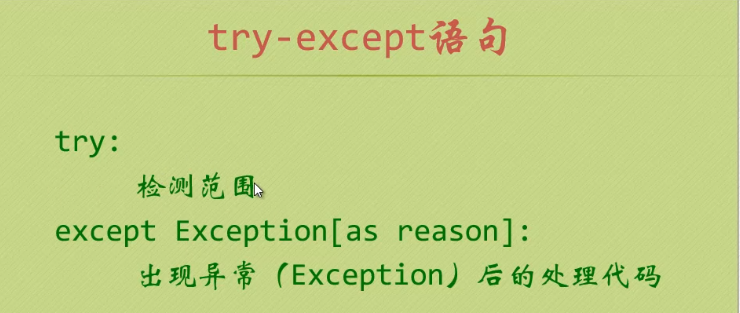 try-except语句
try:
检测范围
except Exception[as reason]:
出现异常（Exception）后的处理代码